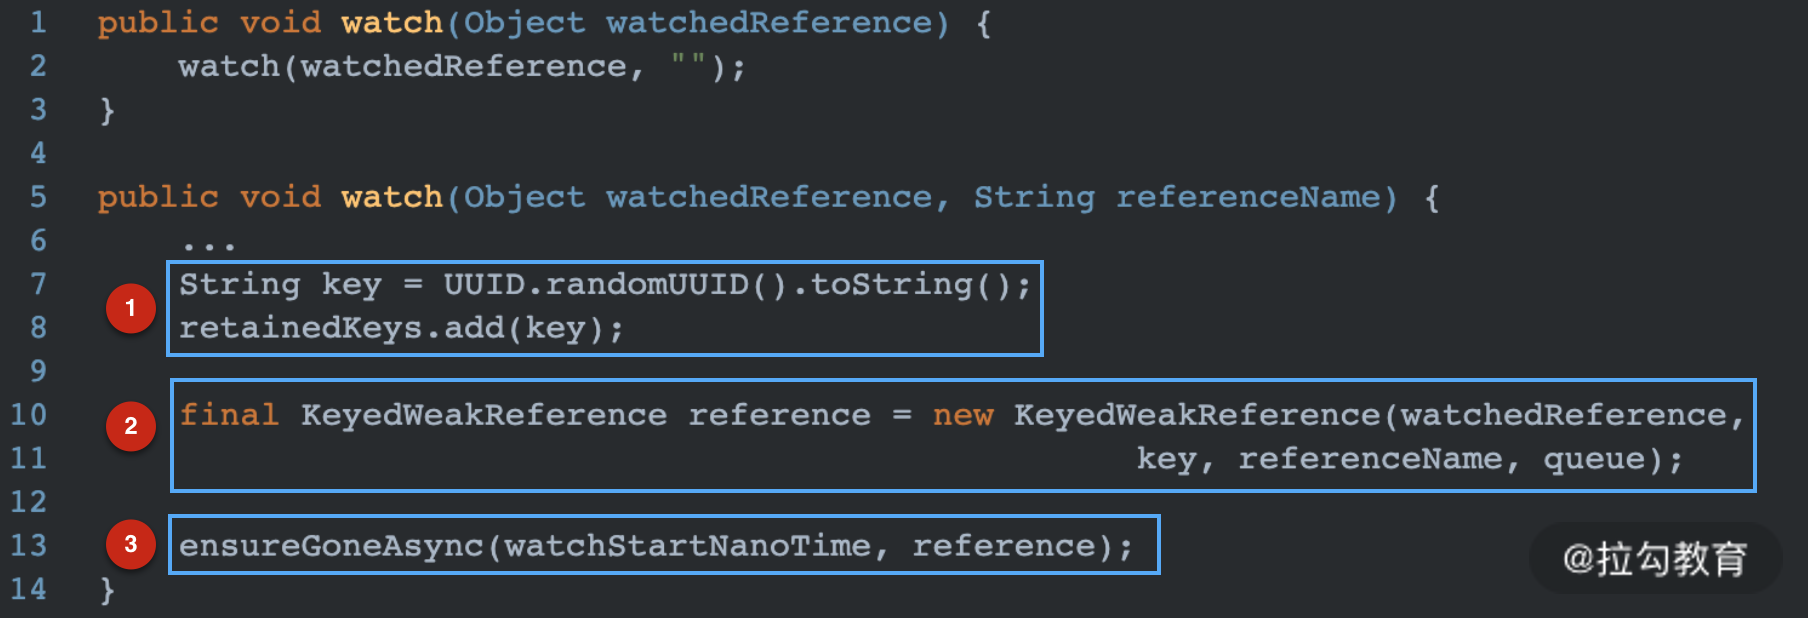 1 public void watch(Object watchedReference) {
2 watch(watchedReference, "");
3 }
4
5 public void watch(Object watchedReference, String referenceName) {
6 ...
7 String key = UUID.randomUUID().toString();
1
8 retainedKeys.add(key);
9
10 final KeyedWeakReference reference = new KeyedWeakReference(watchedReference,
2
11 key, referenceName, queue);
12
13 ensureGoneAsync(watchStartNanoTime, reference);
3
@拉勾教育
14 }